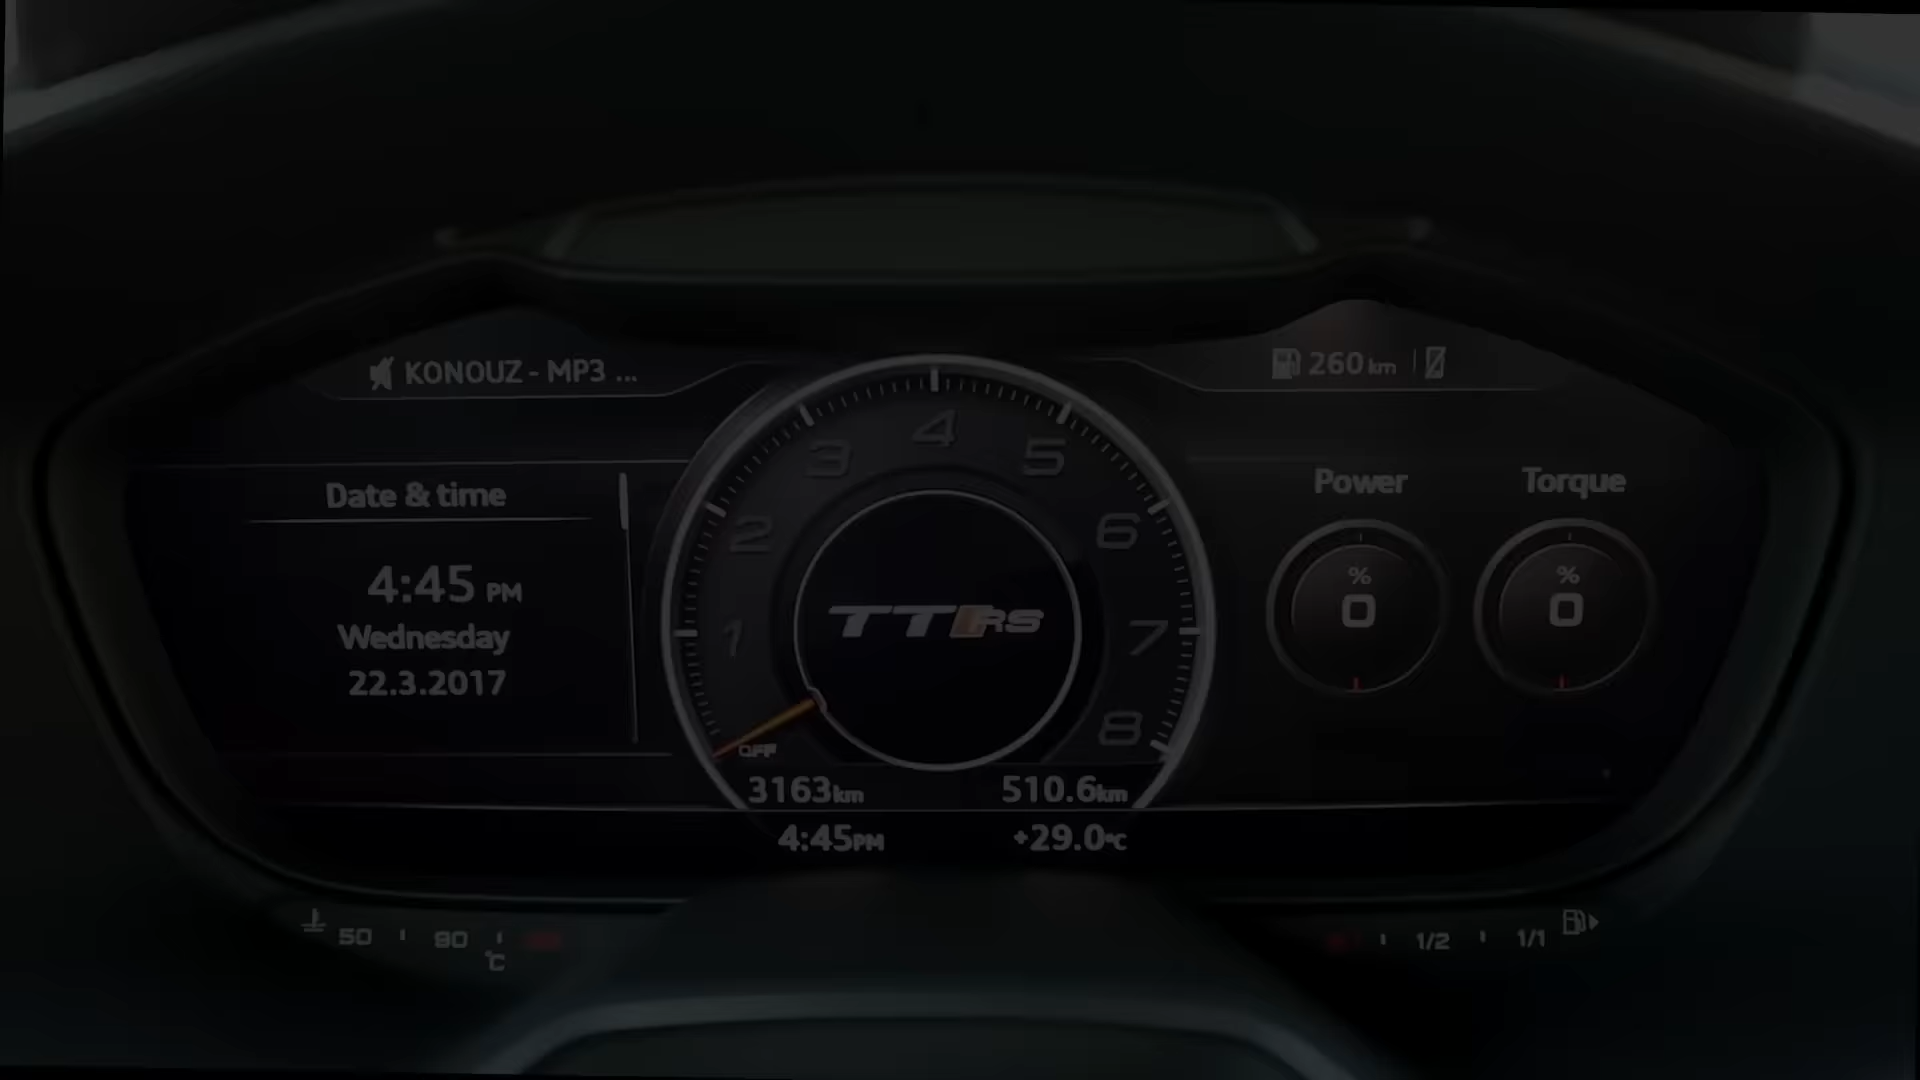 KONOUZ - MP3 ...
260 km
Date & time
4:45 PM
Wednesday
22.3.2017
1
2
3
4
5
6
7
8
OFF
TT RS
3163km
510.6km
4:45PM
+29.0°C
Power
%
0
Torque
%
0
50
90
°C
1/2
1/1